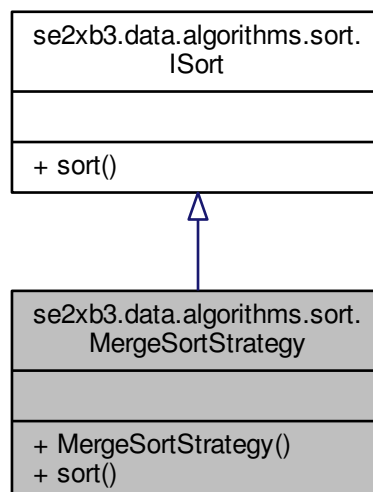 se2xb3.data.algorithms.sort.
ISort
+ sort()
se2xb3.data.algorithms.sort.
MergeSortStrategy
+ MergeSortStrategy()
+ sort()